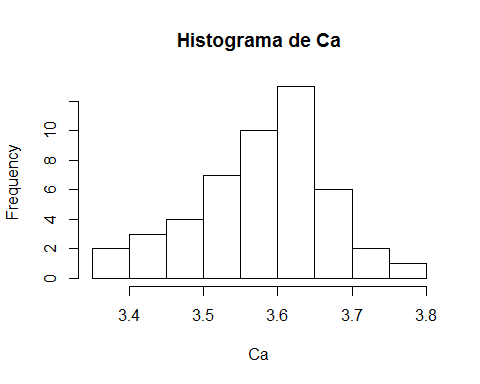 Histograma de Ca
Frequency
0 2 4 6 8 10
3.4 3.5 3.6 3.7 3.8
Ca